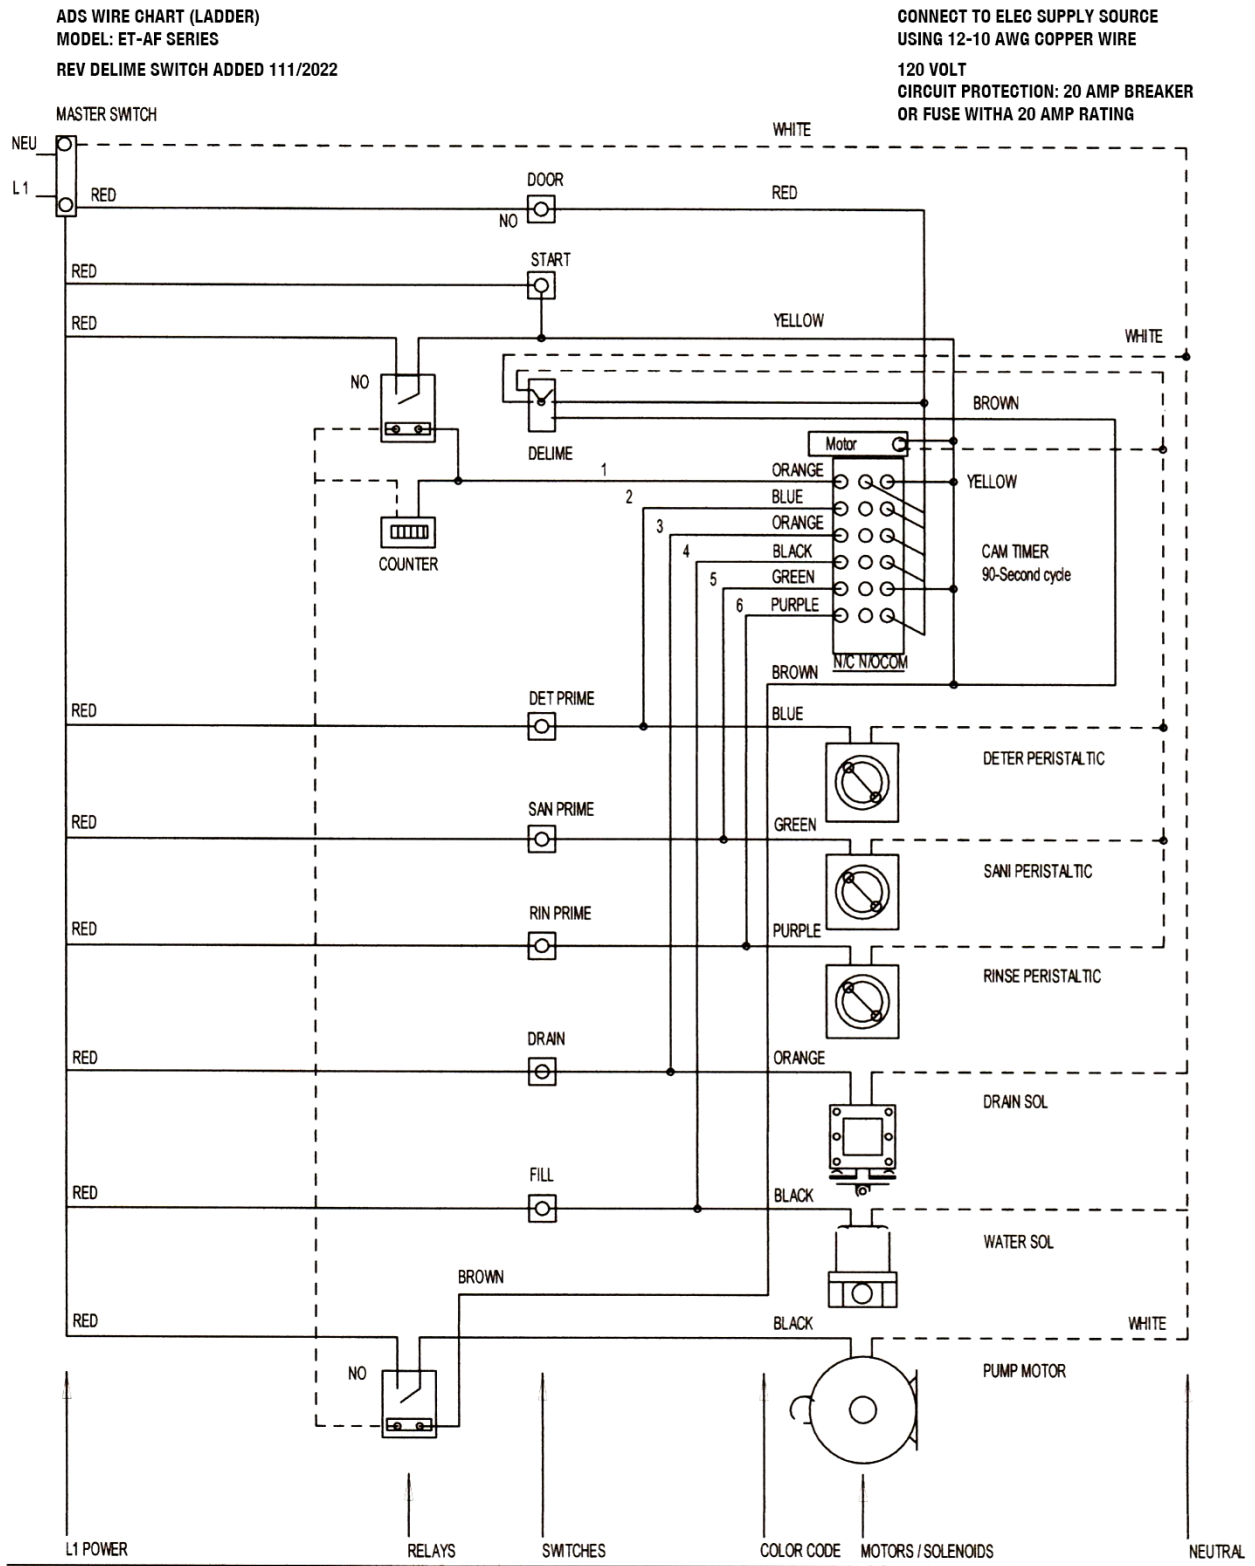 ADS WIRE CHART (LADDER)
MODEL: ET-AF SERIES
REV DELIME SWITCH ADDED 111/2022
CONNECT TO ELEC SUPPLY SOURCE
USING 12-10 AWG COPPER WIRE
120 VOLT
CIRCUIT PROTECTION: 20 AMP BREAKER
OR FUSE WITHA 20 AMP RATING
MASTER SWITCH
NEU
WHITE
L1
RED
DOOR
RED
NO
START
RED
RED
YELLOW
WHITE
NO
BROWN
DELIME
Motor
1
ORANGE
YELLOW
2
BLUE
3
ORANGE
4
BLACK
CAM TIMER
90-Second cycle
5
GREEN
6
PURPLE
COUNTER
N/C N/OCOM
BROWN
RED
DET PRIME
BLUE
DETER PERISTALTIC
RED
SAN PRIME
GREEN
SANI PERISTALTIC
RED
RIN PRIME
PURPLE
RINSE PERISTALTIC
RED
DRAIN
ORANGE
DRAIN SOL
RED
FILL
BLACK
WATER SOL
BROWN
RED
BLACK
WHITE
NO
PUMP MOTOR
L1 POWER
RELAYS
SWITCHES
COLOR CODE
MOTORS / SOLENOIDS
NEUTRAL